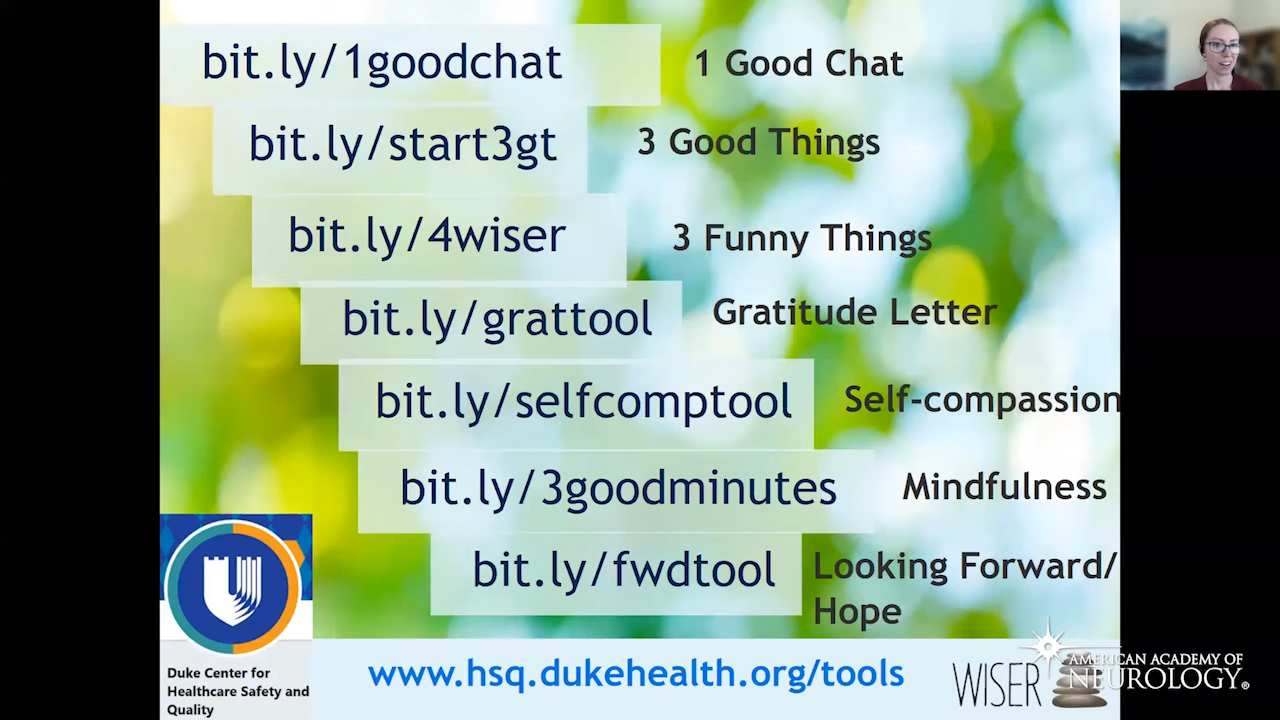 bit.ly/1goodchat 1 Good Chat
bit.ly/start3gt 3 Good Things
bit.ly/4wiser 3 Funny Things
bit.ly/grattool Gratitude Letter
bit.ly/selfcomptool Self-compassion
bit.ly/3goodminutes Mindfulness
bit.ly/fwdtool Looking Forward/
Hope
Duke Center for
Healthcare Safety and
Quality
www.hsq.dukehealth.org/tools
WISER
AMERICAN ACADEMY OF
NEUROLOGY®